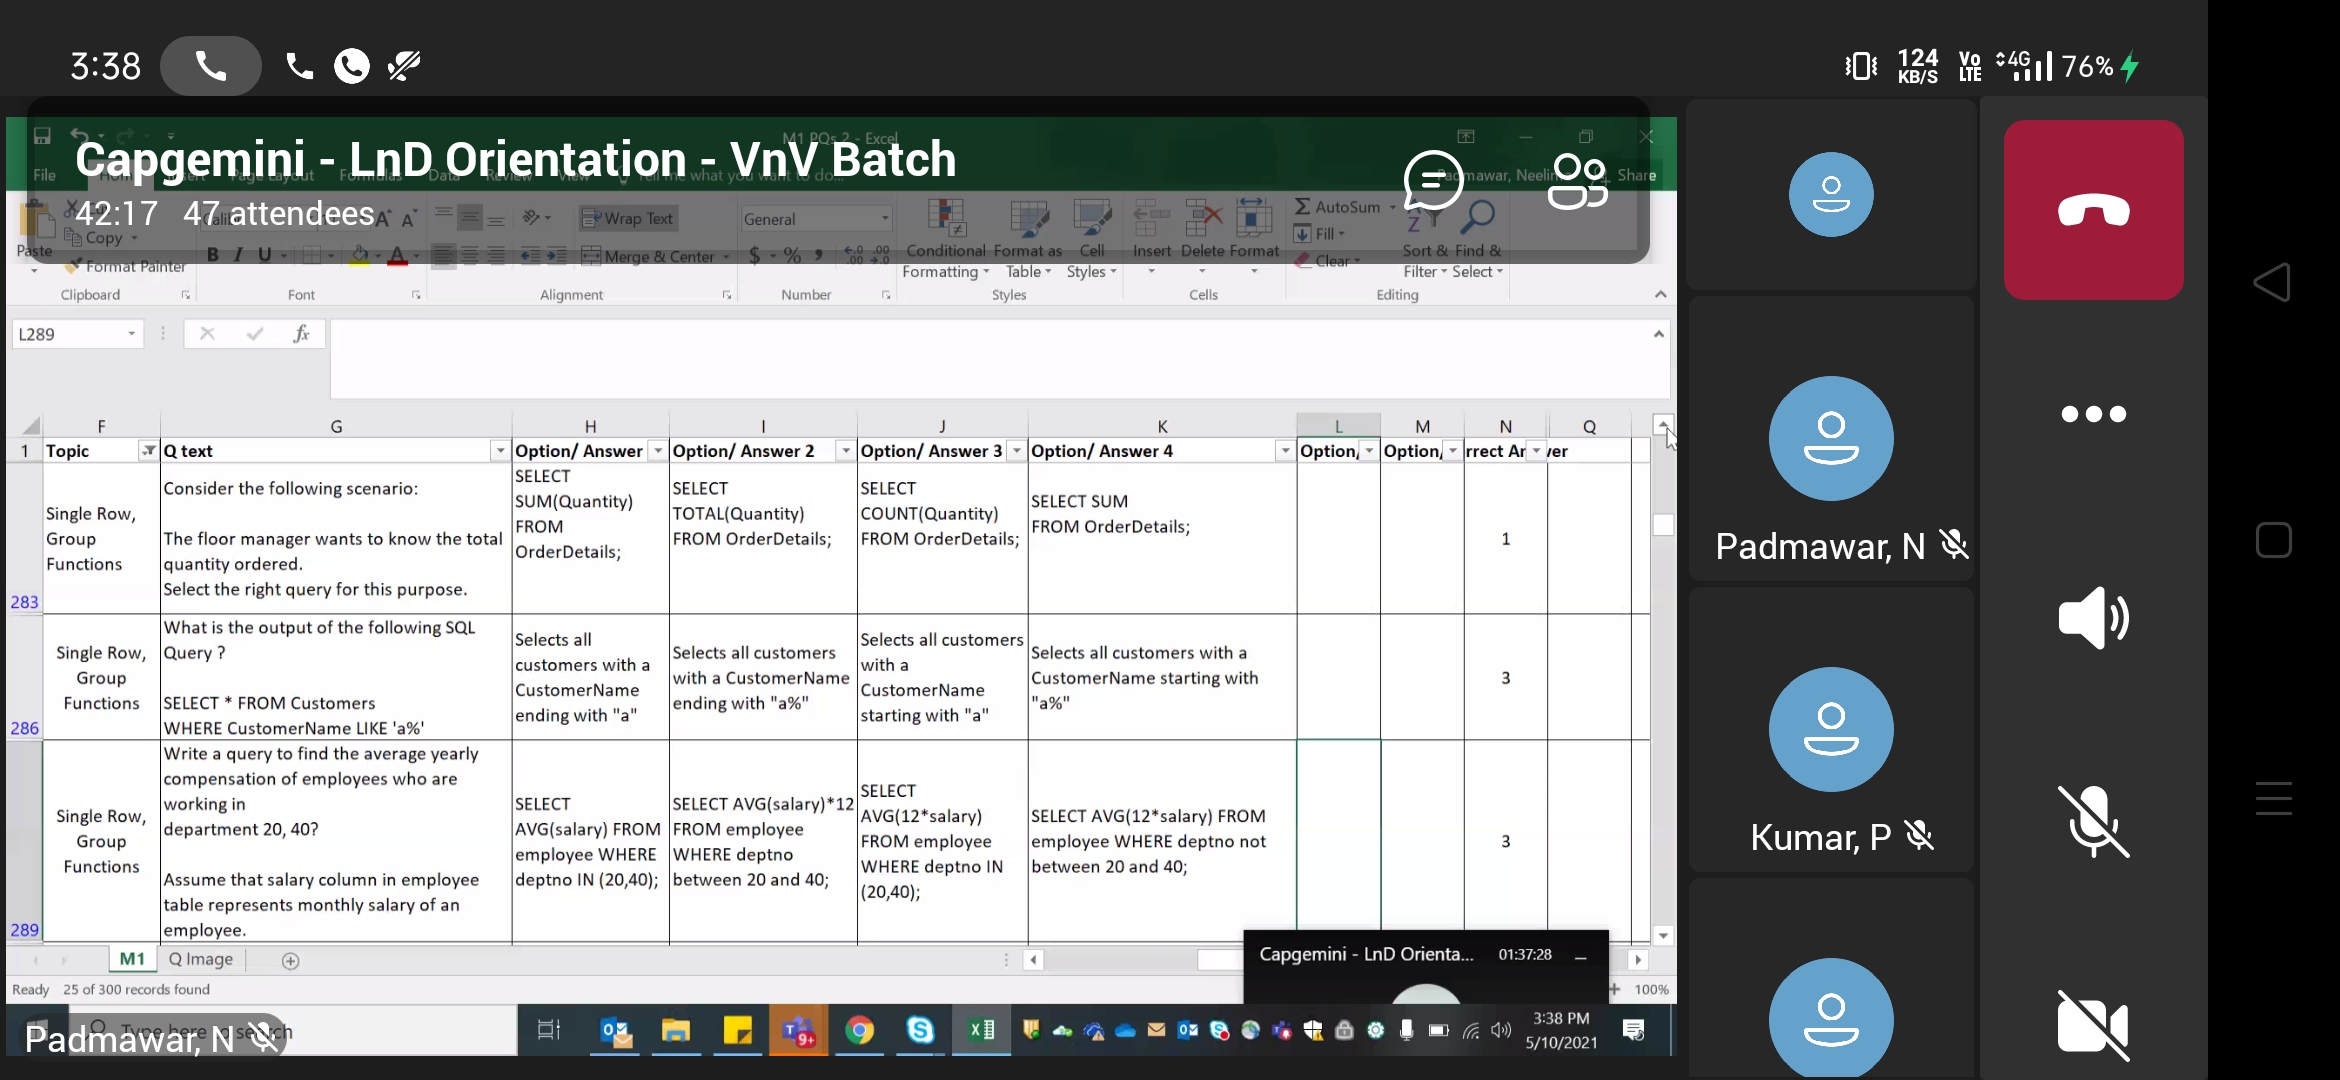 3:38
124 KB/S
Vo LTE
4G
76%
M1 PQs 2 - Excel
Capgemini - LnD Orientation - VnV Batch
42:17 47 attendees
File
Page Layout
Data
Review
View
Tell me what you want to do...
Share
Copy
Format Painter
Paste
Clipboard
B I U
Font
Wrap Text
Merge & Center
Alignment
General
$ % ,
Number
Conditional Formatting
Format as Table
Cell Styles
Styles
Insert
Delete
Format
Cells
AutoSum
Fill
Clear
Sort & Filter
Find & Select
Editing
L289
fx
F G H I J K L M N Q
1 Topic
Q text
Option/ Answer
Option/ Answer 2
Option/ Answer 3
Option/ Answer 4
Option/
Option/
rrect Ar
ver
283
Single Row,
Group
Functions
Consider the following scenario:
The floor manager wants to know the total
quantity ordered.
Select the right query for this purpose.
SELECT
SUM(Quantity)
FROM
OrderDetails;
SELECT
TOTAL(Quantity)
FROM OrderDetails;
SELECT
COUNT(Quantity)
FROM OrderDetails;
SELECT SUM
FROM OrderDetails;
1
286
Single Row,
Group
Functions
What is the output of the following SQL
Query ?
SELECT * FROM Customers
WHERE CustomerName LIKE 'a%'
Selects all
customers with a
CustomerName
ending with "a"
Selects all customers
with a CustomerName
ending with "a%"
Selects all customers
with a
CustomerName
starting with "a"
Selects all customers with a
CustomerName starting with
"a%"
3
289
Single Row,
Group
Functions
Write a query to find the average yearly
compensation of employees who are
working in
department 20, 40?
Assume that salary column in employee
table represents monthly salary of an
employee.
SELECT
AVG(salary) FROM
employee WHERE
deptno IN (20,40);
SELECT AVG(salary)*12
FROM employee
WHERE deptno
between 20 and 40;
SELECT
AVG(12*salary)
FROM employee
WHERE deptno IN
(20,40);
SELECT AVG(12*salary) FROM
employee WHERE deptno not
between 20 and 40;
3
M1
Q Image
Ready 25 of 300 records found
100%
Capgemini - LnD Orienta... 01:37:28
Type here to search
Padmawar, N
9+
3:38 PM
5/10/2021
Padmawar, N
Kumar, P